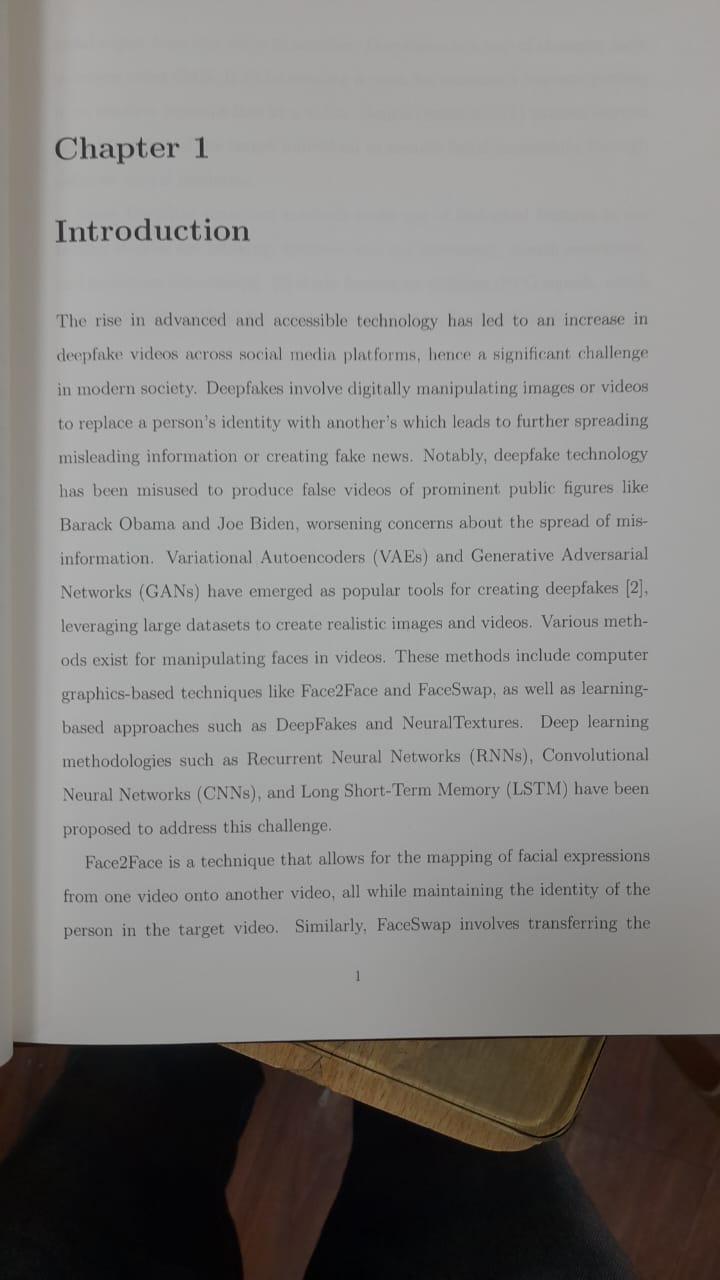 Chapter 1
Introduction
The rise in advanced and accessible technology has led to an increase in
deepfake videos across social media platforms, hence a significant challenge
in modern society. Deepfakes involve digitally manipulating images or videos
to replace a person's identity with another's which leads to further spreading
misleading information or creating fake news. Notably, deepfake technology
has been misused to produce false videos of prominent public figures like
Barack Obama and Joe Biden, worsening concerns about the spread of mis-
information. Variational Autoencoders (VAEs) and Generative Adversarial
Networks (GANs) have emerged as popular tools for creating deepfakes [2],
leveraging large datasets to create realistic images and videos. Various meth-
ods exist for manipulating faces in videos. These methods include computer
graphics-based techniques like Face2Face and FaceSwap, as well as learning-
based approaches such as DeepFakes and NeuralTextures. Deep learning
methodologies such as Recurrent Neural Networks (RNNs), Convolutional
Neural Networks (CNNs), and Long Short-Term Memory (LSTM) have been
proposed to address this challenge.
Face2Face is a technique that allows for the mapping of facial expressions
from one video onto another video, all while maintaining the identity of the
person in the target video. Similarly, FaceSwap involves transferring the
1